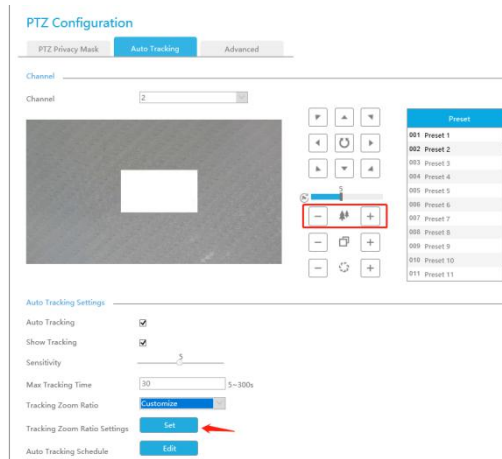 PTZ Configuration
PTZ Privacy Mask Auto Tracking Advanced
Channel
Channel 2
5
Preset
001 Preset 1
002 Preset 2
003 Preset 3
004 Preset 4
005 Preset 5
006 Preset 6
007 Preset 7
008 Preset 8
009 Preset 9
010 Preset 10
011 Preset 11
Auto Tracking Settings
Auto Tracking
Show Tracking
Sensitivity 5
Max Tracking Time 30 5~300s
Tracking Zoom Ratio Customize
Tracking Zoom Ratio Settings Set
Auto Tracking Schedule Edit